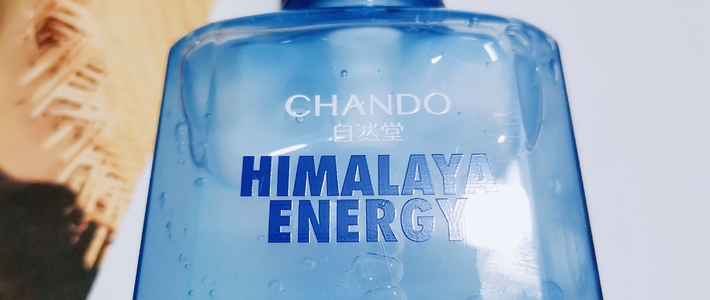 CHANDO
自然堂
HIMALAYA
ENERGY